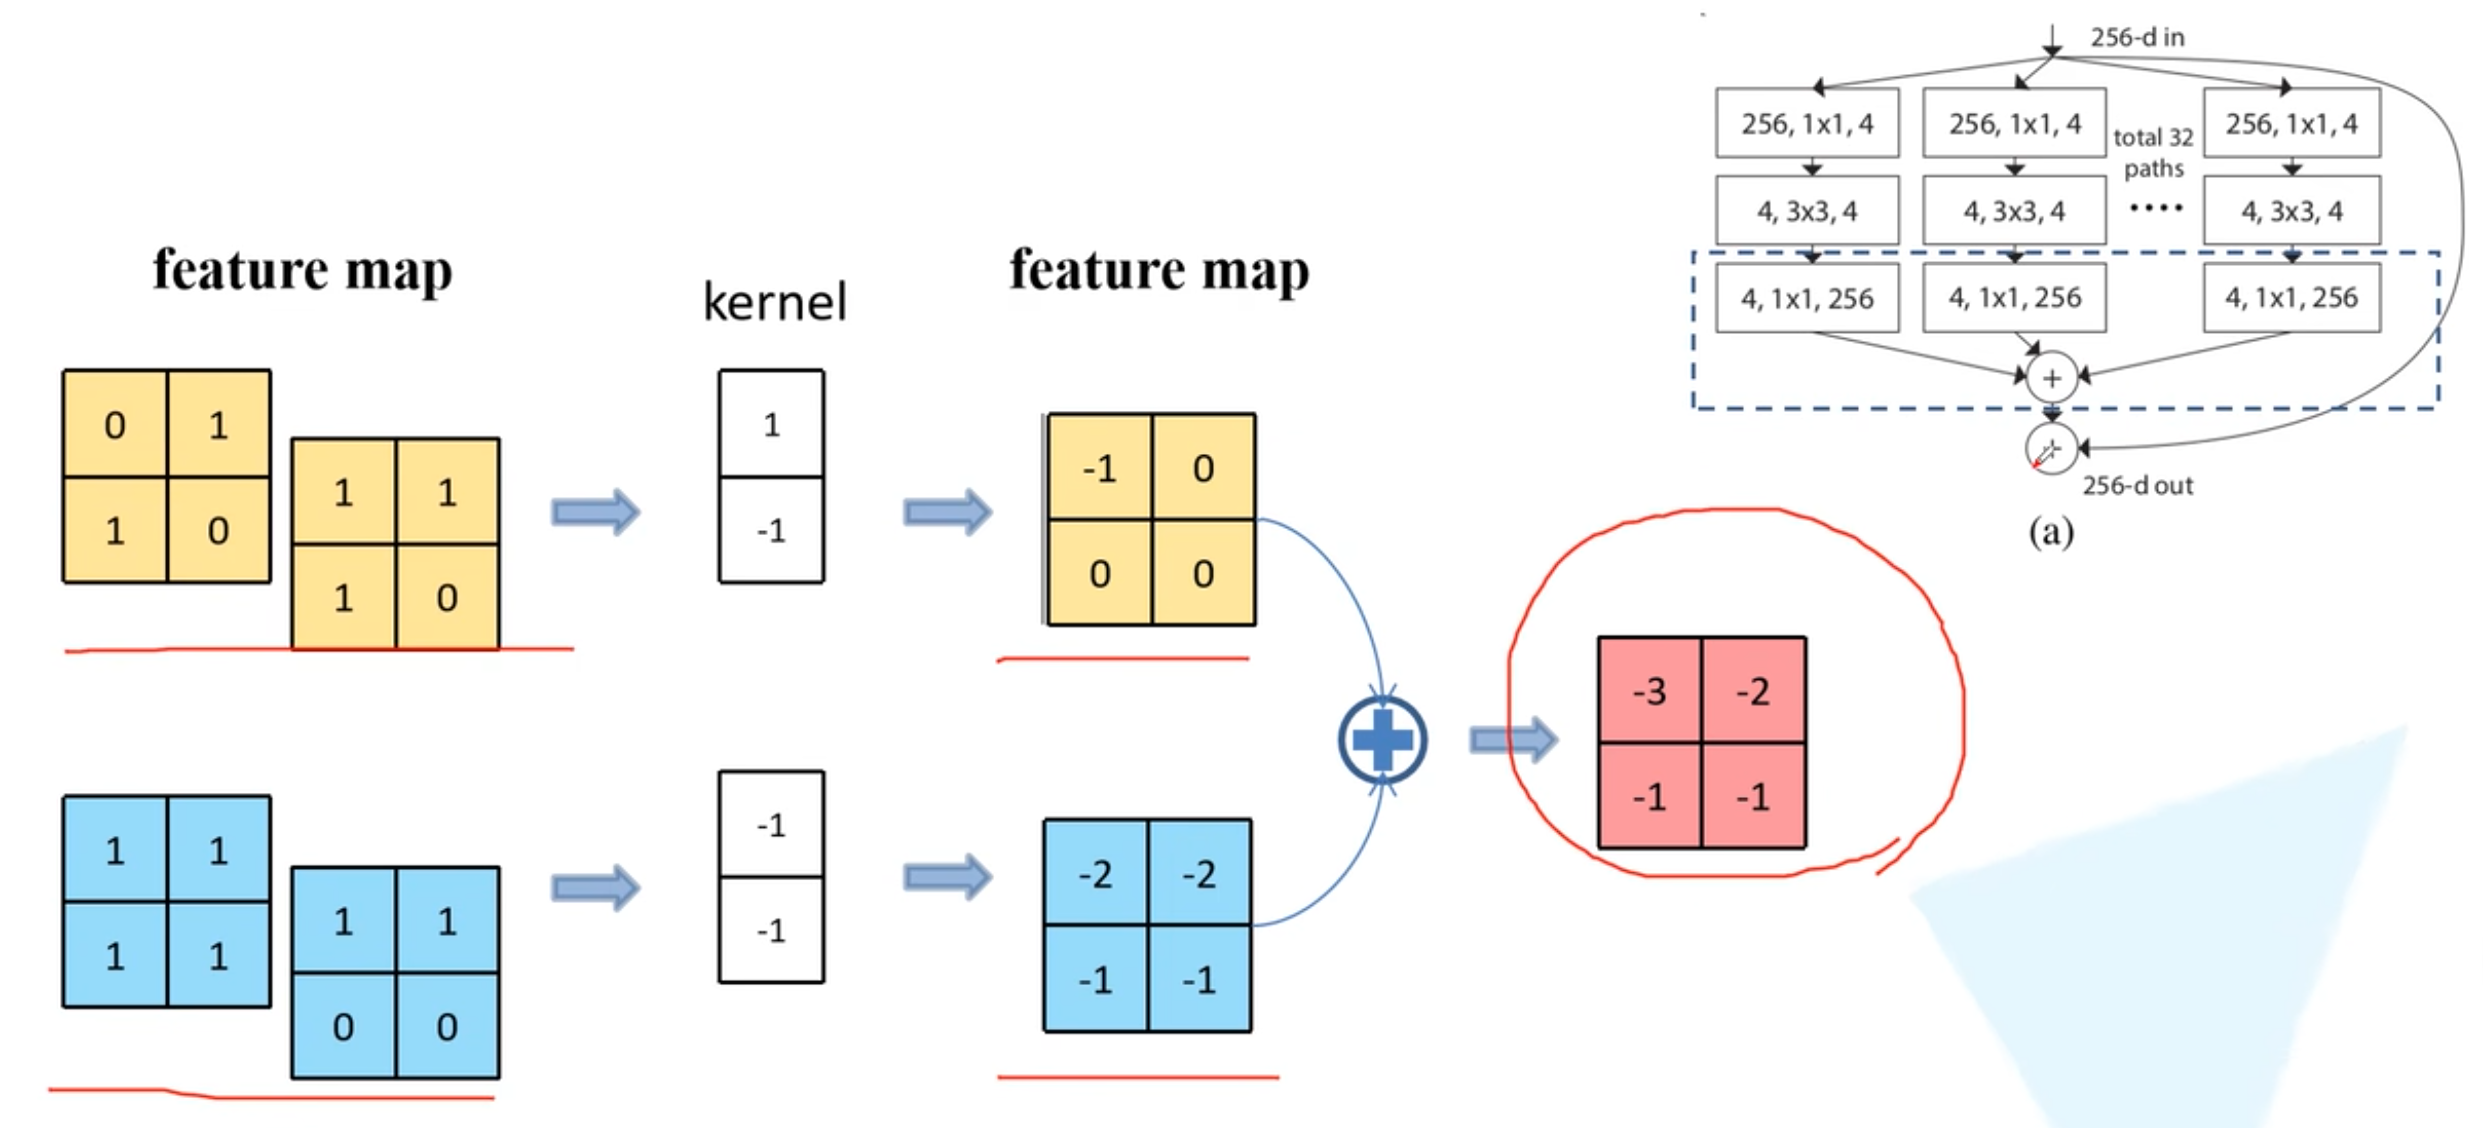 256-d in
256, 1x1, 4
256, 1x1, 4
total 32
paths
256, 1x1, 4
4, 3x3, 4
4, 3x3, 4
....
4, 3x3, 4
4, 1x1, 256
4, 1x1, 256
4, 1x1, 256
+
256-d out
(a)
feature map
kernel
feature map
0 1
1 0
1 1
1 0
1
-1
-1 0
0 0
1 1
1 1
1 1
0 0
-1
-1
-2 -2
-1 -1
-3 -2
-1 -1